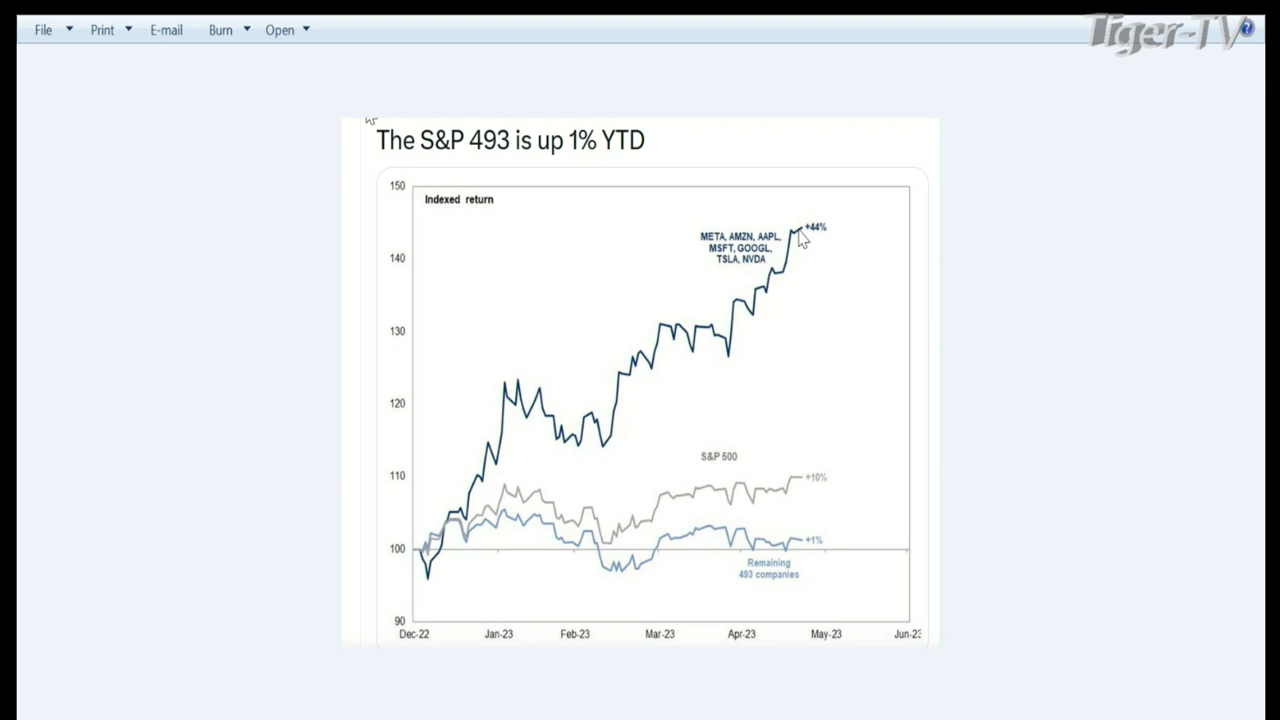 File Print E-mail Burn Open
Tiger-TV
?
The S&P 493 is up 1% YTD
150
Indexed return
+44%
META, AMZN, AAPL,
MSFT, GOOGL,
TSLA, NVDA
140
130
120
S&P 500
110
+10%
100
+1%
Remaining
493 companies
90
Dec-22 Jan-23 Feb-23 Mar-23 Apr-23 May-23 Jun-23